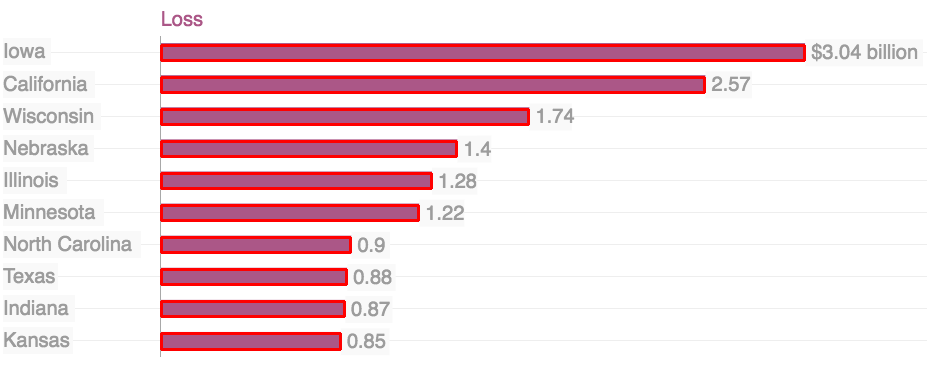 Loss
Iowa $3.04 billion
California 2.57
Wisconsin 1.74
Nebraska 1.4
Illinois 1.28
Minnesota 1.22
North Carolina 0.9
Texas 0.88
Indiana 0.87
Kansas 0.85